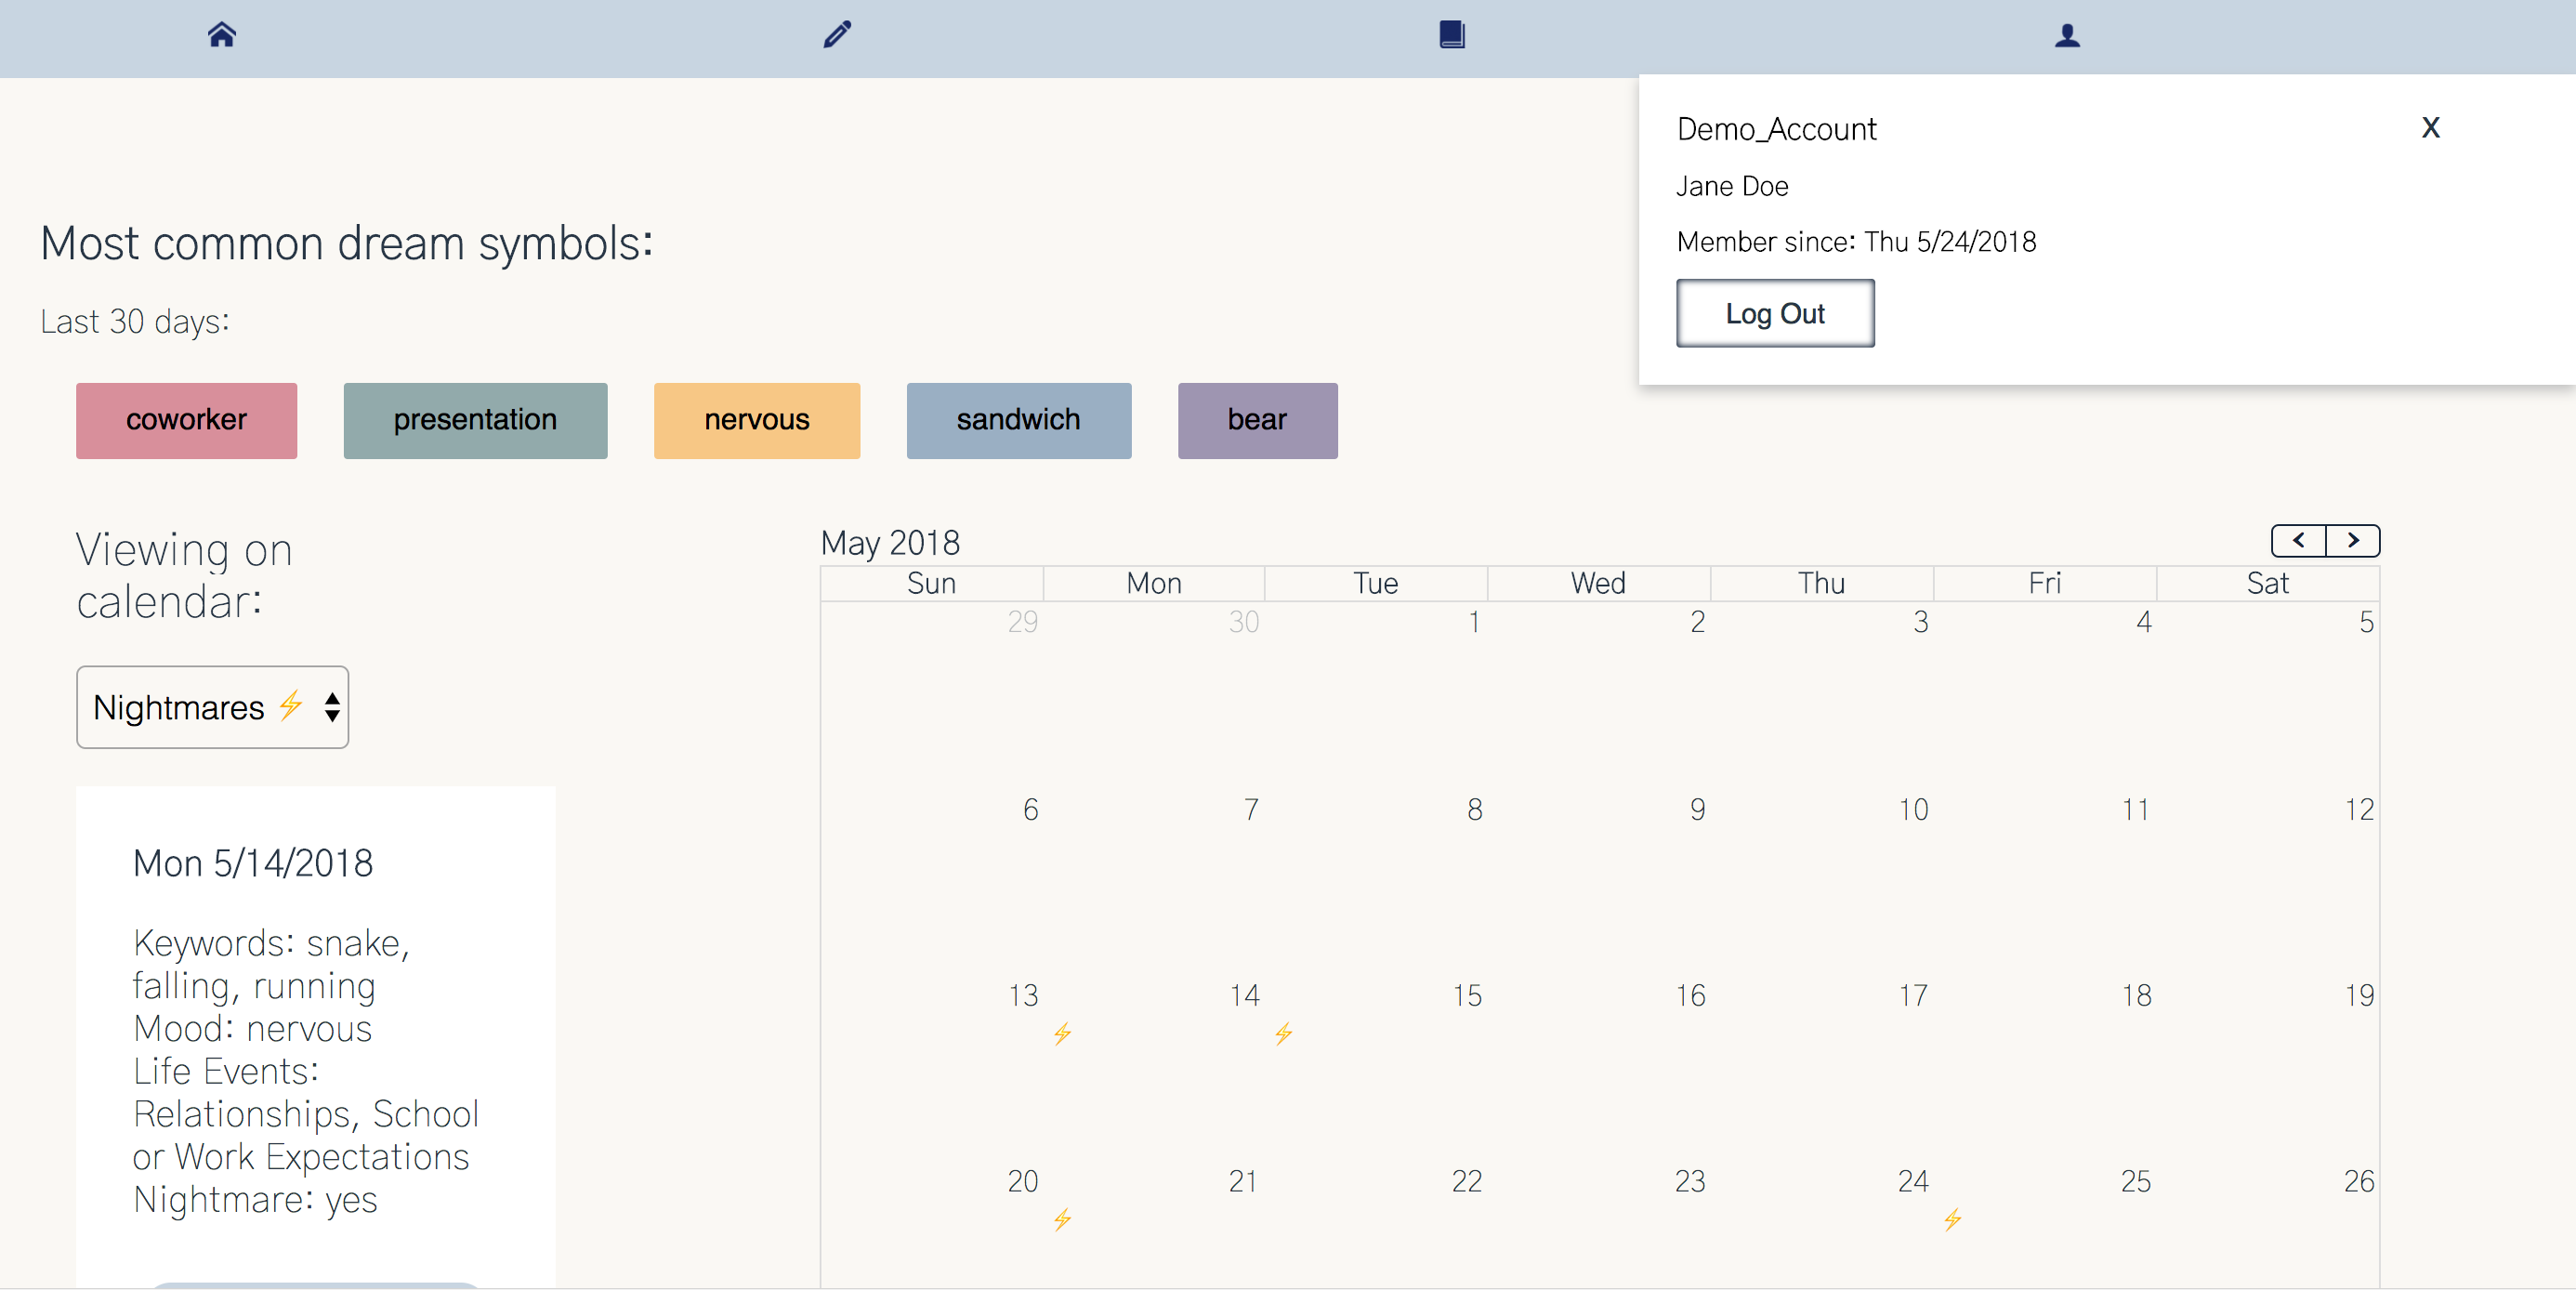 Demo_Account
X
Jane Doe
Member since: Thu 5/24/2018
Log Out
Most common dream symbols:
Last 30 days:
coworker presentation nervous sandwich bear
Viewing on
calendar:
Nightmares ⚡
Mon 5/14/2018
Keywords: snake,
falling, running
Mood: nervous
Life Events:
Relationships, School
or Work Expectations
Nightmare: yes
May 2018
< >
Sun Mon Tue Wed Thu Fri Sat
29 30 1 2 3 4 5
6 7 8 9 10 11 12
13 14 15 16 17 18 19
20 21 22 23 24 25 26